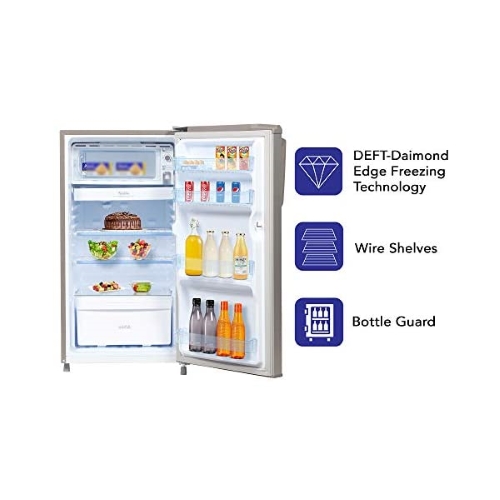 DEFT-Daimond
Edge Freezing
Technology
Wire Shelves
Bottle Guard